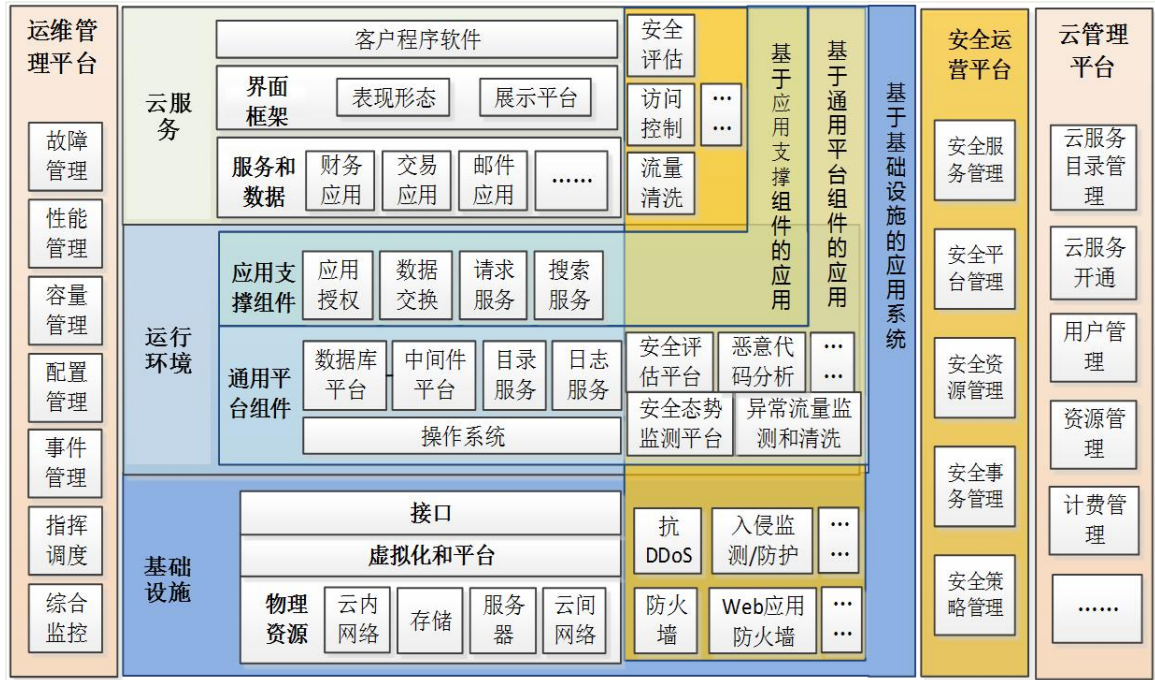 运维管
理平台
故障
管理
性能
管理
容量
管理
配置
管理
事件
管理
指挥
调度
综合
监控
云服
务
客户程序软件
界面
框架
表现形态
展示平台
服务和
数据
财务
应用
交易
应用
邮件
应用
······
安全
评估
访问
控制
···
···
流量
清洗
基于应用支撑组件的应用
基于通用平台组件的应用
基于基础设施的应用系统
运行
环境
应用支
撑组件
应用
授权
数据
交换
请求
服务
搜索
服务
通用平
台组件
数据库
平台
中间件
平台
目录
服务
日志
服务
操作系统
安全评
估平台
恶意代
码分析
···
···
安全态势
监测平台
异常流量监
测和清洗
基础
设施
接口
虚拟化和平台
物理
资源
云内
网络
存储
服务
器
云间
网络
抗
DDoS
入侵监
测/防护
···
···
防火
墙
Web应用
防火墙
···
···
安全运
营平台
安全服
务管理
安全平
台管理
安全资
源管理
安全事
务管理
安全策
略管理
云管理
平台
云服务
目录管
理
云服务
开通
用户管
理
资源管
理
计费管
理
······